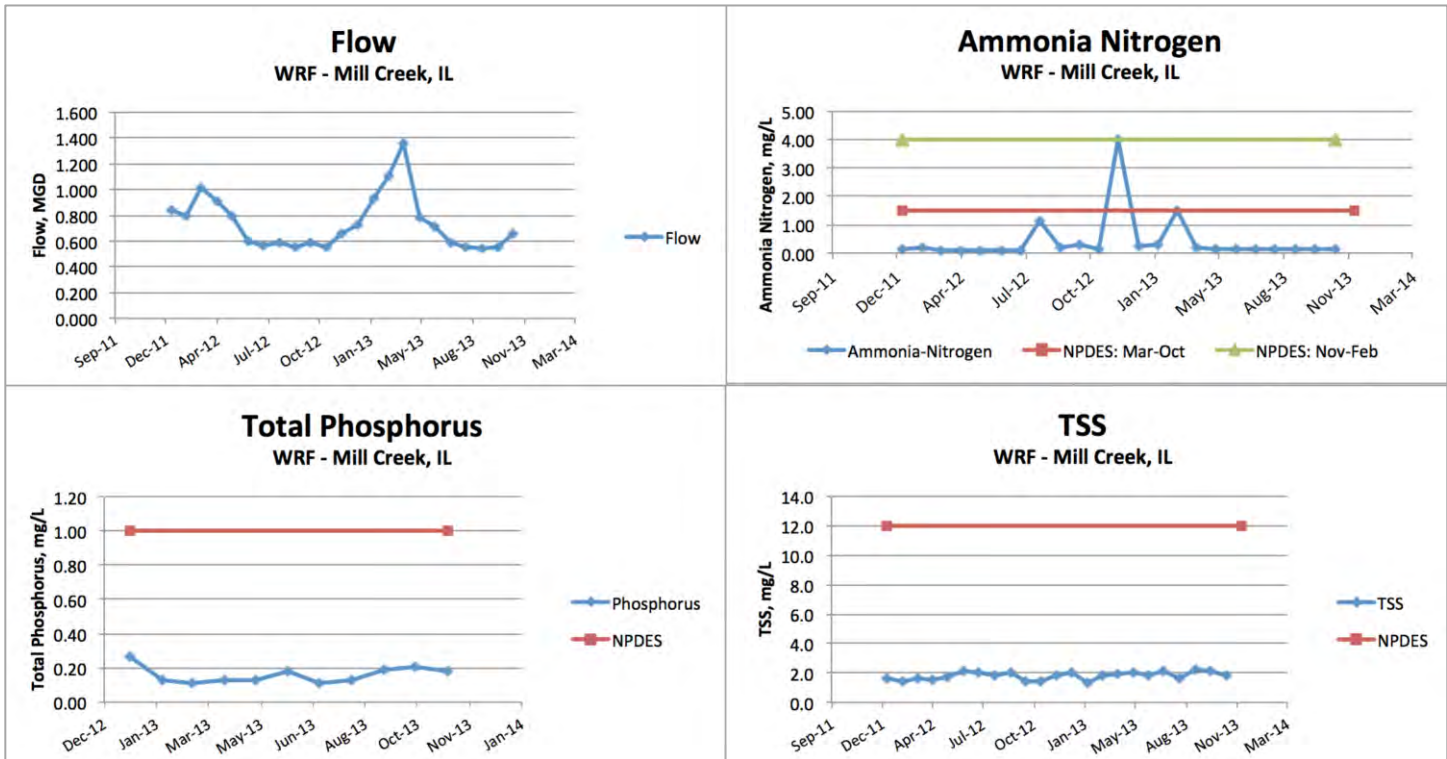 Flow
WRF - Mill Creek, IL
Flow, MGD
1.600
1.400
1.200
1.000
0.800
0.600
0.400
0.200
0.000
Sep-11 Dec-11 Apr-12 Jul-12 Oct-12 Jan-13 May-13 Aug-13 Nov-13 Mar-14
Flow
Ammonia Nitrogen
WRF - Mill Creek, IL
Ammonia Nitrogen, mg/L
5.00
4.00
3.00
2.00
1.00
0.00
Sep-11 Dec-11 Apr-12 Jul-12 Oct-12 Jan-13 May-13 Aug-13 Nov-13 Mar-14
Ammonia-Nitrogen NPDES: Mar-Oct NPDES: Nov-Feb
Total Phosphorus
WRF - Mill Creek, IL
Total Phosphorus, mg/L
1.20
1.00
0.80
0.60
0.40
0.20
0.00
Dec-12 Jan-13 Mar-13 May-13 Jun-13 Aug-13 Oct-13 Nov-13 Jan-14
Phosphorus
NPDES
TSS
WRF - Mill Creek, IL
TSS, mg/L
14.0
12.0
10.0
8.0
6.0
4.0
2.0
0.0
Sep-11 Dec-11 Apr-12 Jul-12 Oct-12 Jan-13 May-13 Aug-13 Nov-13 Mar-14
TSS
NPDES